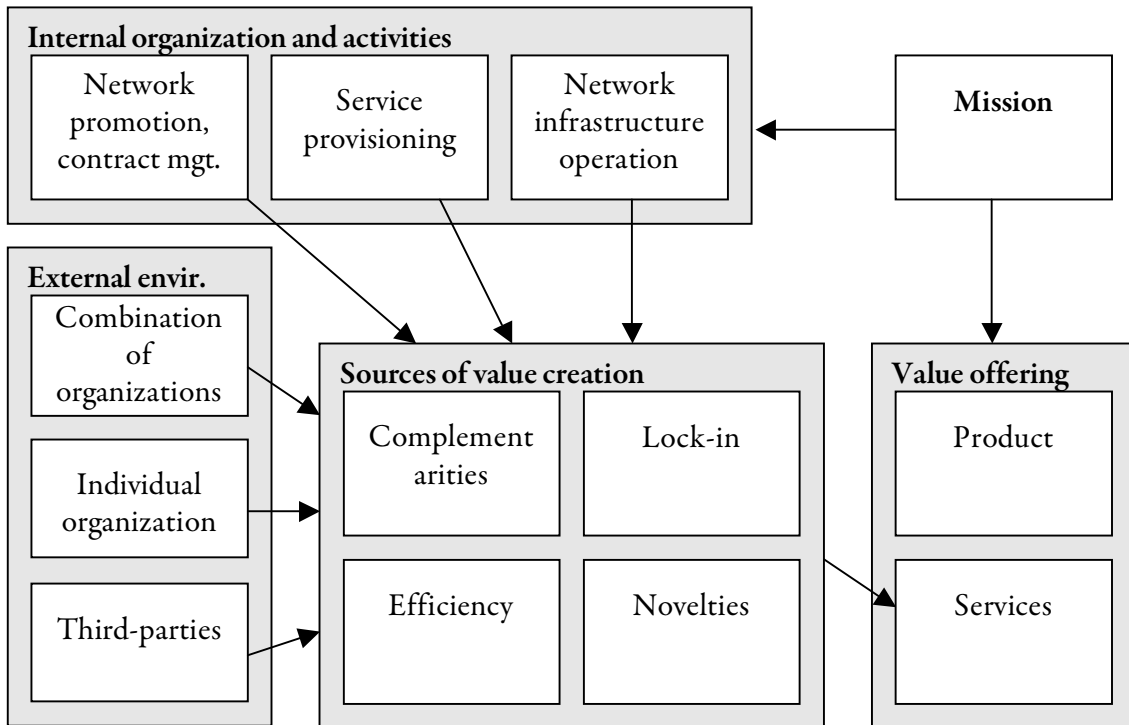 Internal organization and activities
Network
promotion,
contract mgt.
Service
provisioning
Network
infrastructure
operation
Mission
External envir.
Combination
of
organizations
Individual
organization
Third-parties
Sources of value creation
Complement
arities
Lock-in
Efficiency
Novelties
Value offering
Product
Services